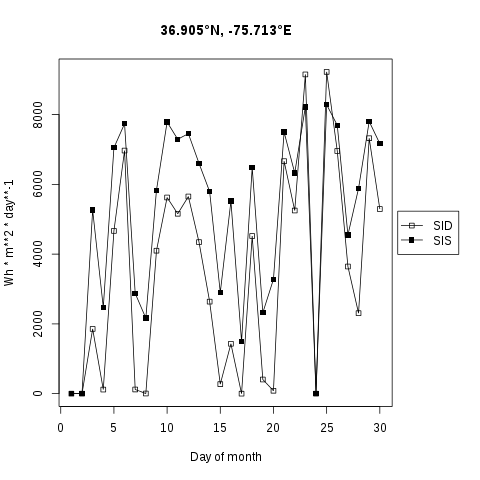 36.905°N, -75.713°E
Wh * m**2 * day**-1
8000
6000
4000
2000
0
0 5 10 15 20 25 30
Day of month
SID
SIS